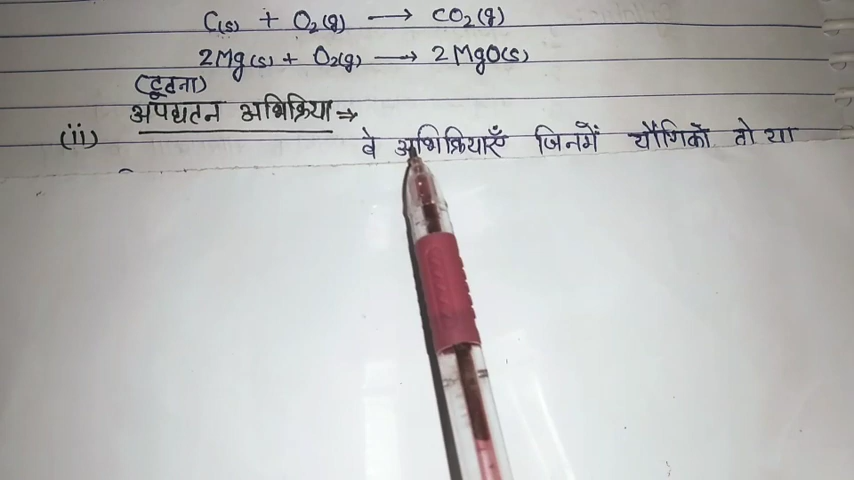 C(s) + O2(g) → CO2(g)
2Mg(s) + O2(g) → 2MgO(s)
(टूटना)
(ii) अपघटन अभिक्रिया ⇒
वे अभिक्रियाएँ जिनमें यौगिको तो या